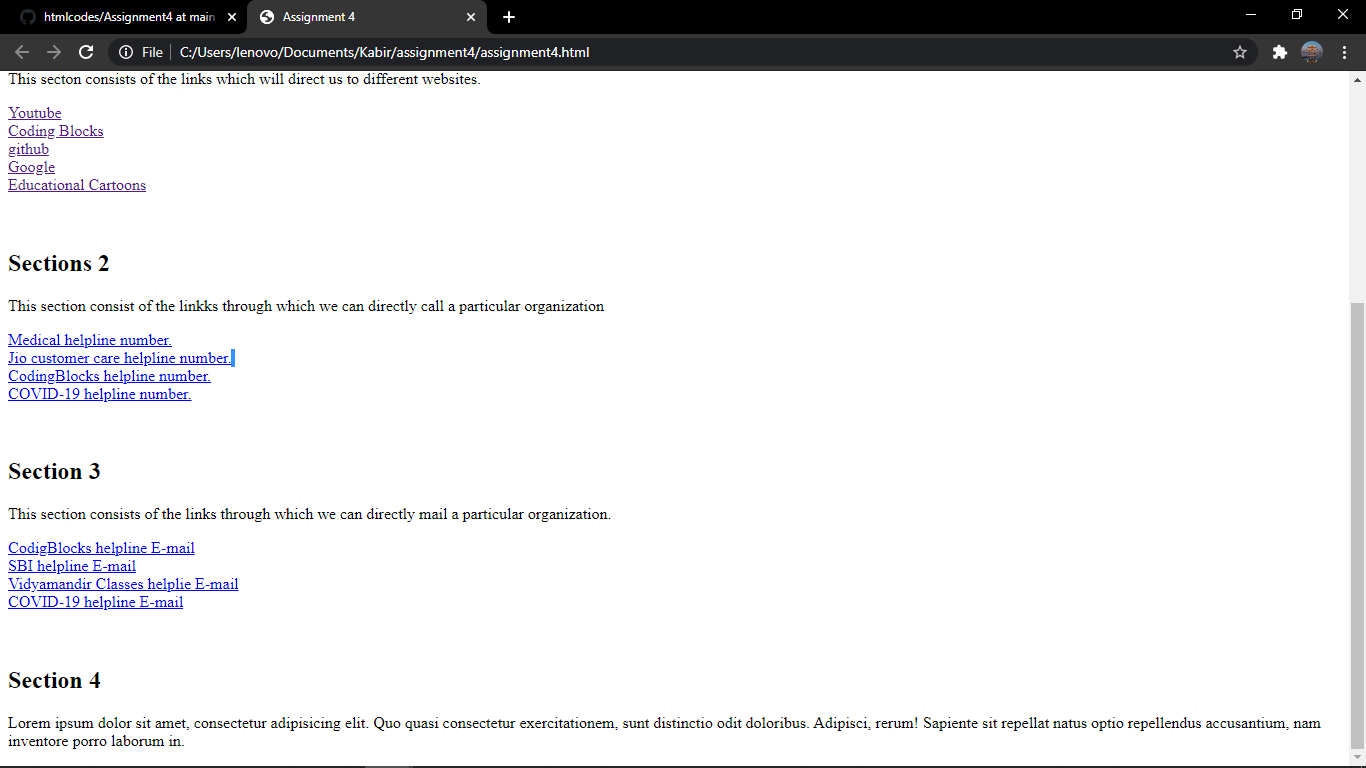 htmlcodes/Assignment4 at main
Assignment 4
File
C:/Users/lenovo/Documents/Kabir/assignment4/assignment4.html
This secton consists of the links which will direct us to different websites.
Youtube
Coding Blocks
github
Google
Educational Cartoons
Sections 2
This section consist of the linkks through which we can directly call a particular organization
Medical helpline number.
Jio customer care helpline number.
CodingBlocks helpline number.
COVID-19 helpline number.
Section 3
This section consists of the links through which we can directly mail a particular organization.
CodigBlocks helpline E-mail
SBI helpline E-mail
Vidyamandir Classes helplie E-mail
COVID-19 helpline E-mail
Section 4
Lorem ipsum dolor sit amet, consectetur adipisicing elit. Quo quasi consectetur exercitationem, sunt distinctio odit doloribus. Adipisci, rerum! Sapiente sit repellat natus optio repellendus accusantium, nam
inventore porro laborum in.